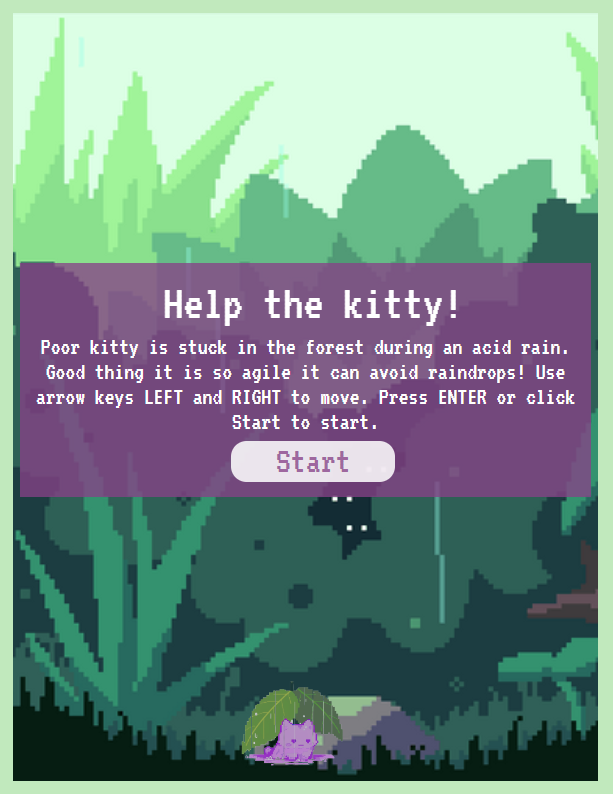 Help the kitty!
Poor kitty is stuck in the forest during an acid rain.
Good thing it is so agile it can avoid raindrops! Use
arrow keys LEFT and RIGHT to move. Press ENTER or click
Start to start.
Start